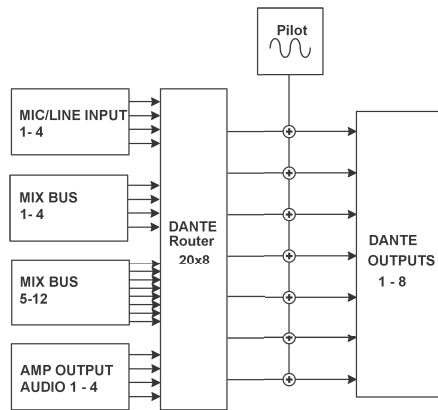 Pilot
MIC/LINE INPUT
1- 4
MIX BUS
1- 4
MIX BUS
5-12
AMP OUTPUT
AUDIO 1 - 4
DANTE
Router
20x8
DANTE
OUTPUTS
1 - 8